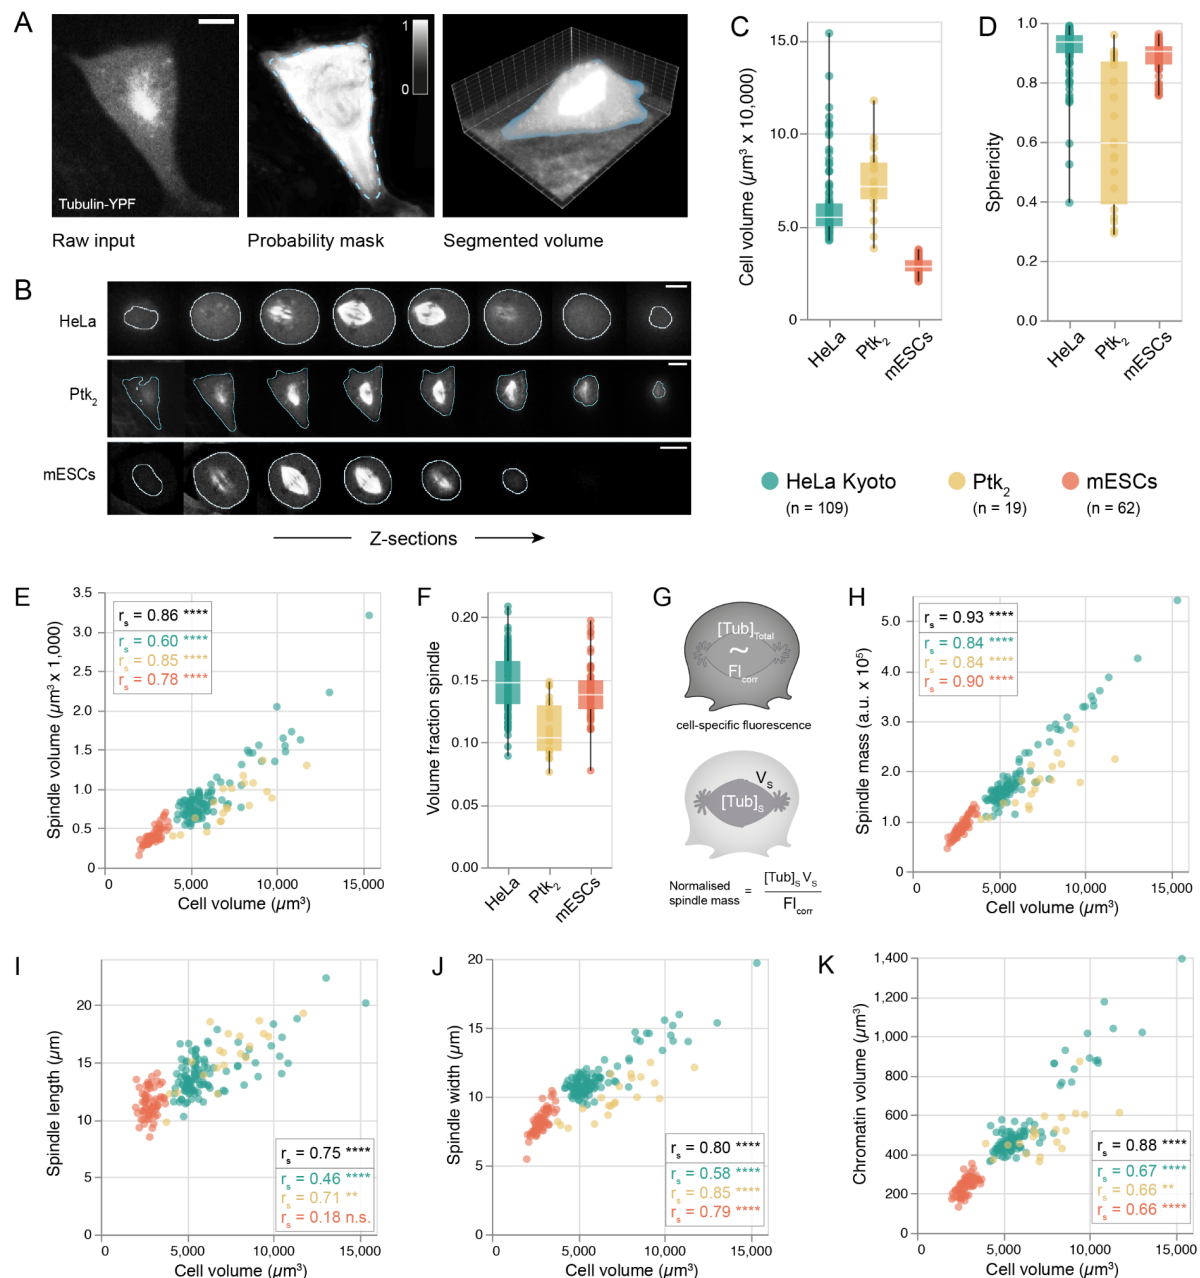 A
Tubulin-YPF
1
0
Raw input
Probability mask
Segmented volume
B
HeLa
Ptk2
mESCs
Z-sections
C
Cell volume (µm³ x 10,000)
15.0
10.0
5.0
0
HeLa
Ptk2
mESCs
D
Sphericity
1.0
0.8
0.6
0.4
0.2
0.0
HeLa
Ptk2
mESCs
HeLa Kyoto
(n = 109)
Ptk2
(n = 19)
mESCs
(n = 62)
E
Spindle volume (µm³ x 1,000)
3.5
3.0
2.5
2.0
1.5
1.0
0.5
0
rs = 0.86 ****
rs = 0.60 ****
rs = 0.85 ****
rs = 0.78 ****
0 5,000 10,000 15,000
Cell volume (µm³)
F
Volume fraction spindle
0.20
0.15
0.10
0.05
0.00
HeLa
Ptk2
mESCs
G
[Tub]Total
~
FIcorr
cell-specific fluorescence
VS
[Tub]S
Normalised spindle mass = [Tub]S VS
FIcorr
H
Spindle mass (a.u. x 10⁵)
5.0
4.0
3.0
2.0
1.0
0
rs = 0.93 ****
rs = 0.84 ****
rs = 0.84 ****
rs = 0.90 ****
0 5,000 10,000 15,000
Cell volume (µm³)
I
Spindle length (µm)
20
15
10
5
0
rs = 0.75 ****
rs = 0.46 ****
rs = 0.71 **
rs = 0.18 n.s.
0 5,000 10,000 15,000
Cell volume (µm³)
J
Spindle width (µm)
20
15
10
5
0
rs = 0.80 ****
rs = 0.58 ****
rs = 0.85 ****
rs = 0.79 ****
0 5,000 10,000 15,000
Cell volume (µm³)
K
Chromatin volume (µm³)
1,400
1,200
1,000
800
600
400
200
0
rs = 0.88 ****
rs = 0.67 ****
rs = 0.66 **
rs = 0.66 ****
0 5,000 10,000 15,000
Cell volume (µm³)